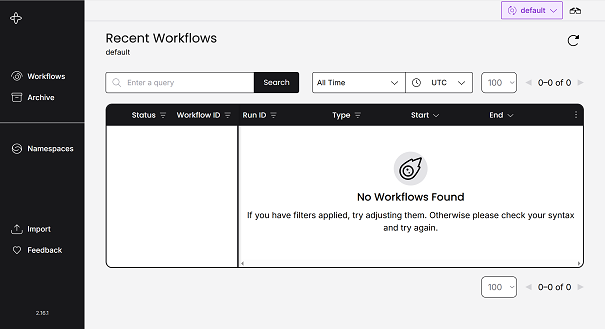 default
Recent Workflows
default
Workflows
Archive
Enter a query
Search
All Time
UTC
100
0-0 of 0
Status
Workflow ID
Run ID
Type
Start
End
Namespaces
No Workflows Found
If you have filters applied, try adjusting them. Otherwise please check your syntax
and try again.
Import
Feedback
100
0-0 of 0
2.16.1